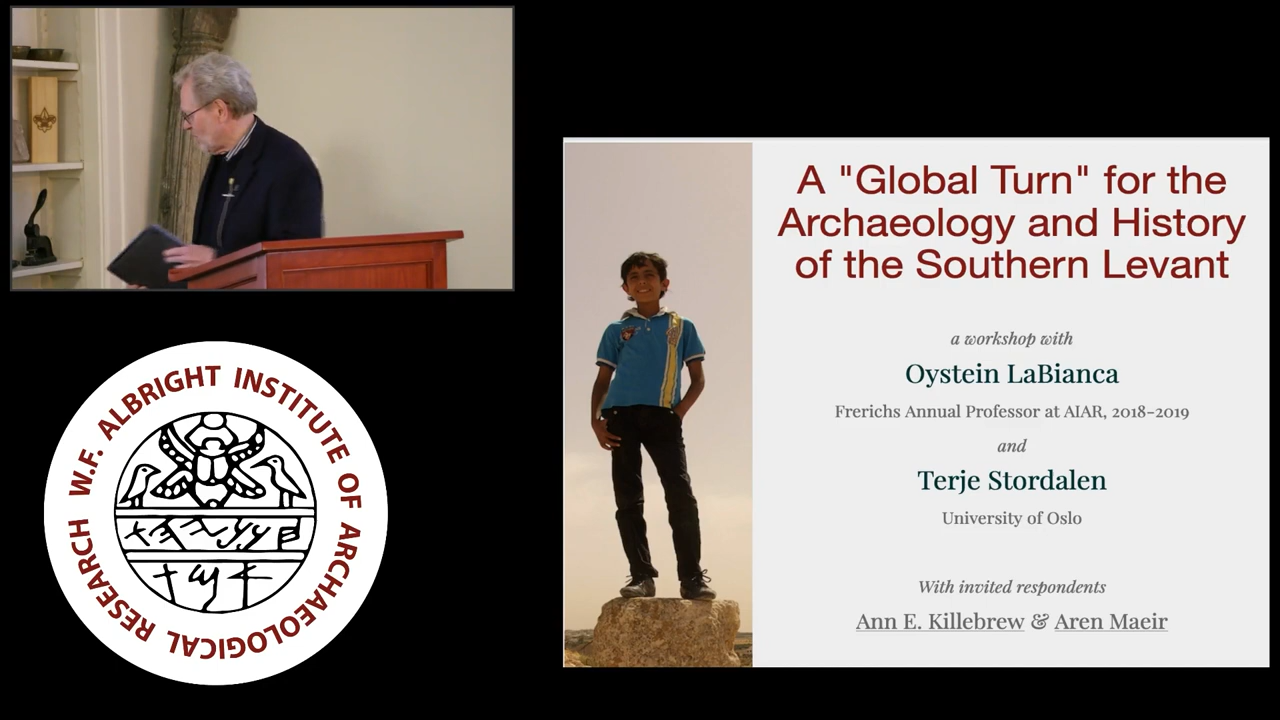 W.F. ALBRIGHT INSTITUTE OF ARCHAEOLOGICAL RESEARCH
A "Global Turn" for the
Archaeology and History
of the Southern Levant
a workshop with
Oystein LaBianca
Frerichs Annual Professor at AIAR, 2018-2019
and
Terje Stordalen
University of Oslo
With invited respondents
Ann E. Killebrew & Aren Maeir